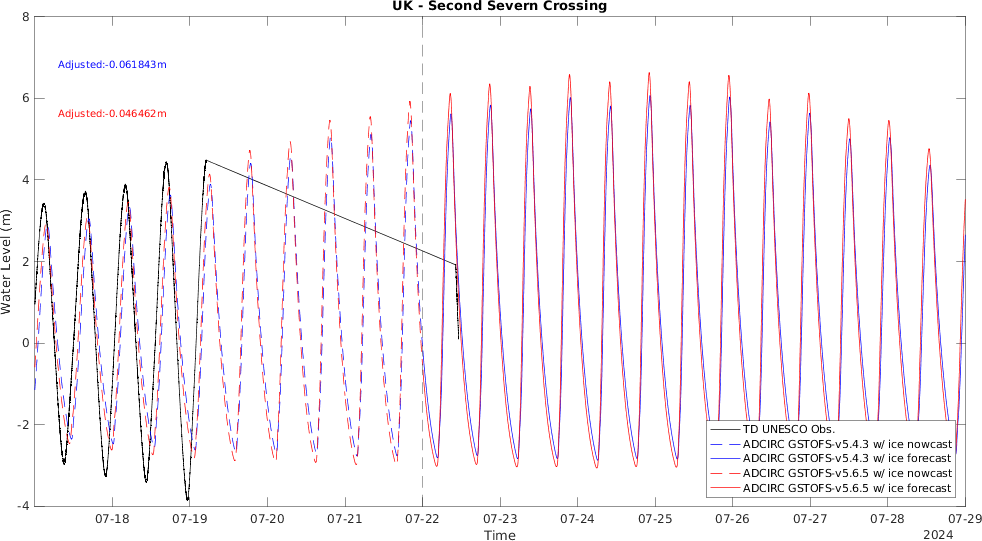 UK - Second Severn Crossing
8
6
4
2
0
-2
-4
Water Level (m)
Adjusted:-0.061843m
Adjusted:-0.046462m
TD UNESCO Obs.
ADCIRC GSTOFS-v5.4.3 w/ ice nowcast
ADCIRC GSTOFS-v5.4.3 w/ ice forecast
ADCIRC GSTOFS-v5.6.5 w/ ice nowcast
ADCIRC GSTOFS-v5.6.5 w/ ice forecast
07-18 07-19 07-20 07-21 07-22 07-23 07-24 07-25 07-26 07-27 07-28 07-29
Time
2024